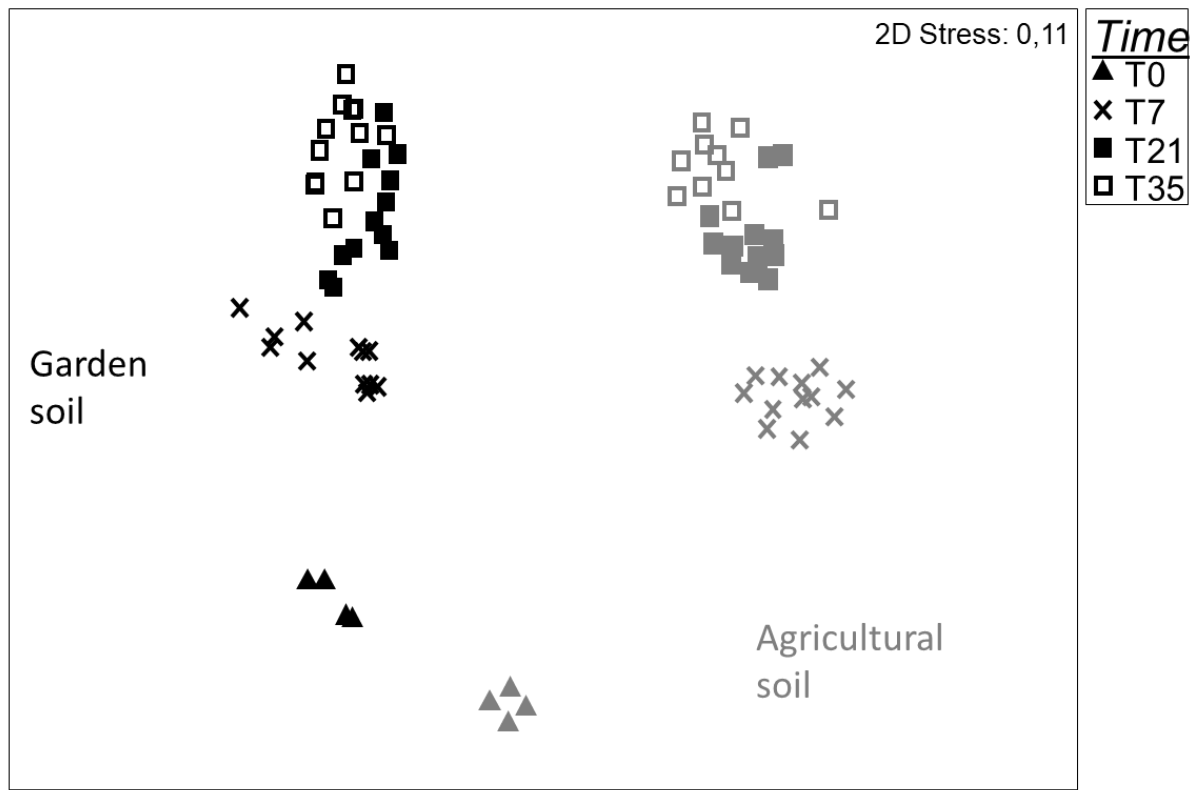 2D Stress: 0,11
Time
T0
T7
T21
T35
Garden
soil
Agricultural
soil